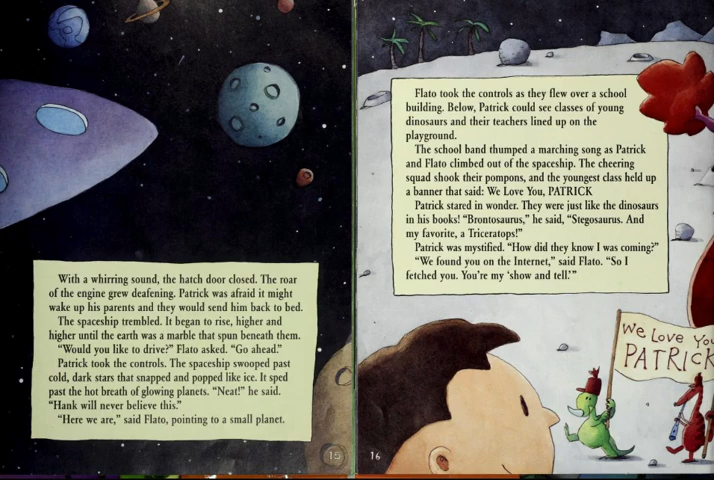 With a whirring sound, the hatch door closed. The roar
of the engine grew deafening. Patrick was afraid it might
wake up his parents and they would send him back to bed.
The spaceship trembled. It began to rise, higher and
higher until the earth was a marble that spun beneath them.
"Would you like to drive?" Flato asked. "Go ahead."
Patrick took the controls. The spaceship swooped past
cold, dark stars that snapped and popped like ice. It sped
past the hot breath of glowing planets. "Neat!" he said.
"Hank will never believe this."
"Here we are," said Flato, pointing to a small planet.
15
Flato took the controls as they flew over a school
building. Below, Patrick could see classes of young
dinosaurs and their teachers lined up on the
playground.
The school band thumped a marching song as Patrick
and Flato climbed out of the spaceship. The cheering
squad shook their pompons, and the youngest class held up
a banner that said: We Love You, PATRICK
Patrick stared in wonder. They were just like the dinosaurs
in his books! "Brontosaurus," he said, "Stegosaurus. And
my favorite, a Triceratops!"
Patrick was mystified. "How did they know I was coming?"
"We found you on the Internet," said Flato. "So I
fetched you. You're my 'show and tell.'"
We Love You
PATRICK
16